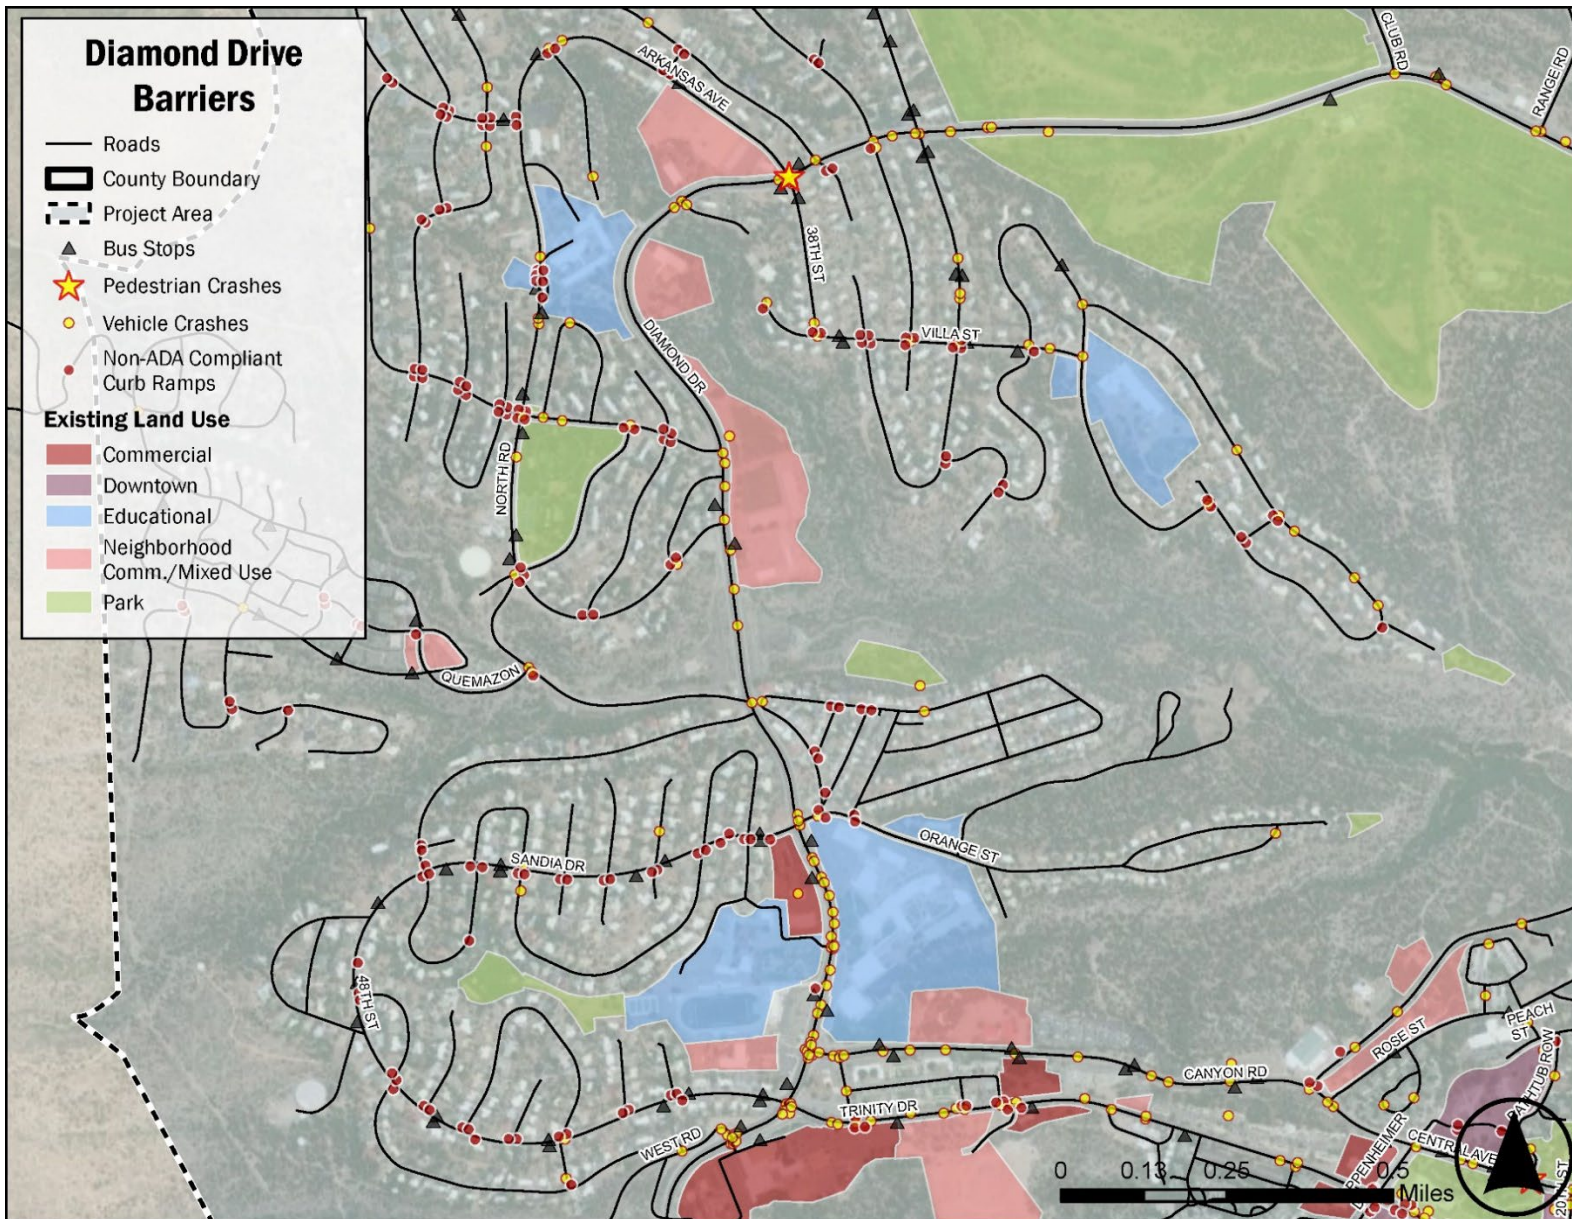 Diamond Drive
Barriers
Roads
County Boundary
Project Area
Bus Stops
Pedestrian Crashes
Vehicle Crashes
Non-ADA Compliant
Curb Ramps
Existing Land Use
Commercial
Downtown
Educational
Neighborhood
Comm./Mixed Use
Park
CLUB RD
RANGE RD
ARKANSAS AVE
38TH ST
DIAMOND DR
VILLA ST
NORTH RD
QUEMAZON
ORANGE ST
SANDIA DR
48TH ST
PEACH
ST
ROSE ST
CANYON RD
TRINITY DR
WEST RD
CENTRAL AVE
20TH ST
0 0.13 0.25 0.5
Miles